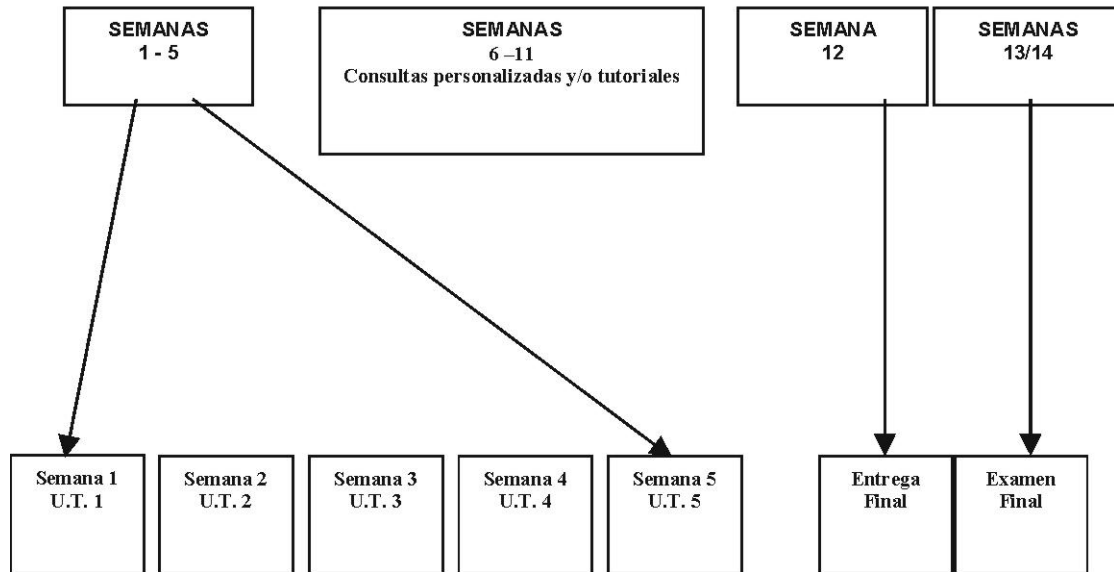 SEMANAS
1 - 5
SEMANAS
6 –11
Consultas personalizadas y/o tutoriales
SEMANA
12
SEMANAS
13/14
Semana 1
U.T. 1
Semana 2
U.T. 2
Semana 3
U.T. 3
Semana 4
U.T. 4
Semana 5
U.T. 5
Entrega
Final
Examen
Final